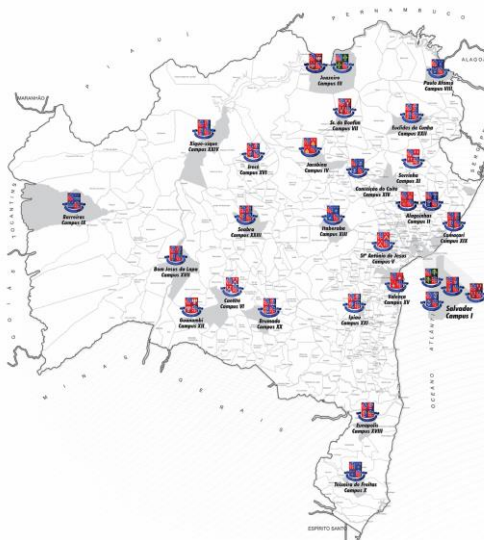 PERNAMBUCO
PIAUÍ
ALAGO
MARANHÃO
Juazeiro
Campus III
Paulo Afonso
Campus VIII
Sr. do Bonfim
Campus VII
Euclides da Cunha
Campus XXII
Xique-xique
Campus XXIV
Irecê
Campus XVI
Jacobina
Campus IV
Serrinha
Campus XI
Conceição do Coité
Campus XIV
SERGIPE
Barreiras
Campus IX
Seabra
Campus XXIII
Itaberaba
Campus XIII
Alagoinhas
Campus II
Camaçari
Campus XIX
GOIÁS
TOCANTINS
Bom Jesus da Lapa
Campus XVII
Stº Antônio de Jesus
Campus V
Guanambi
Campus XII
Caetité
Campus VI
Brumado
Campus XX
Ipiaú
Campus XXI
Valença
Campus XV
Salvador
Campus I
OCEANO ATLÂNTICO
MINAS GERAIS
Eunápolis
Campus XVIII
Teixeira de Freitas
Campus X
ESPÍRITO SANTO